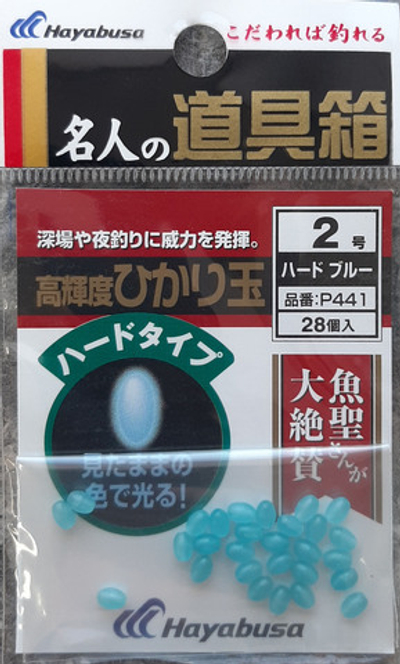 Hayabusa
こだわれば釣れる
名人の道具箱
深場や夜釣りに威力を発揮。
高輝度ひかり玉
2号
ハード ブルー
品番:P441
28個入
ハードタイプ
見たままの
色で光る!
魚聖さんが
大絶賛
Hayabusa